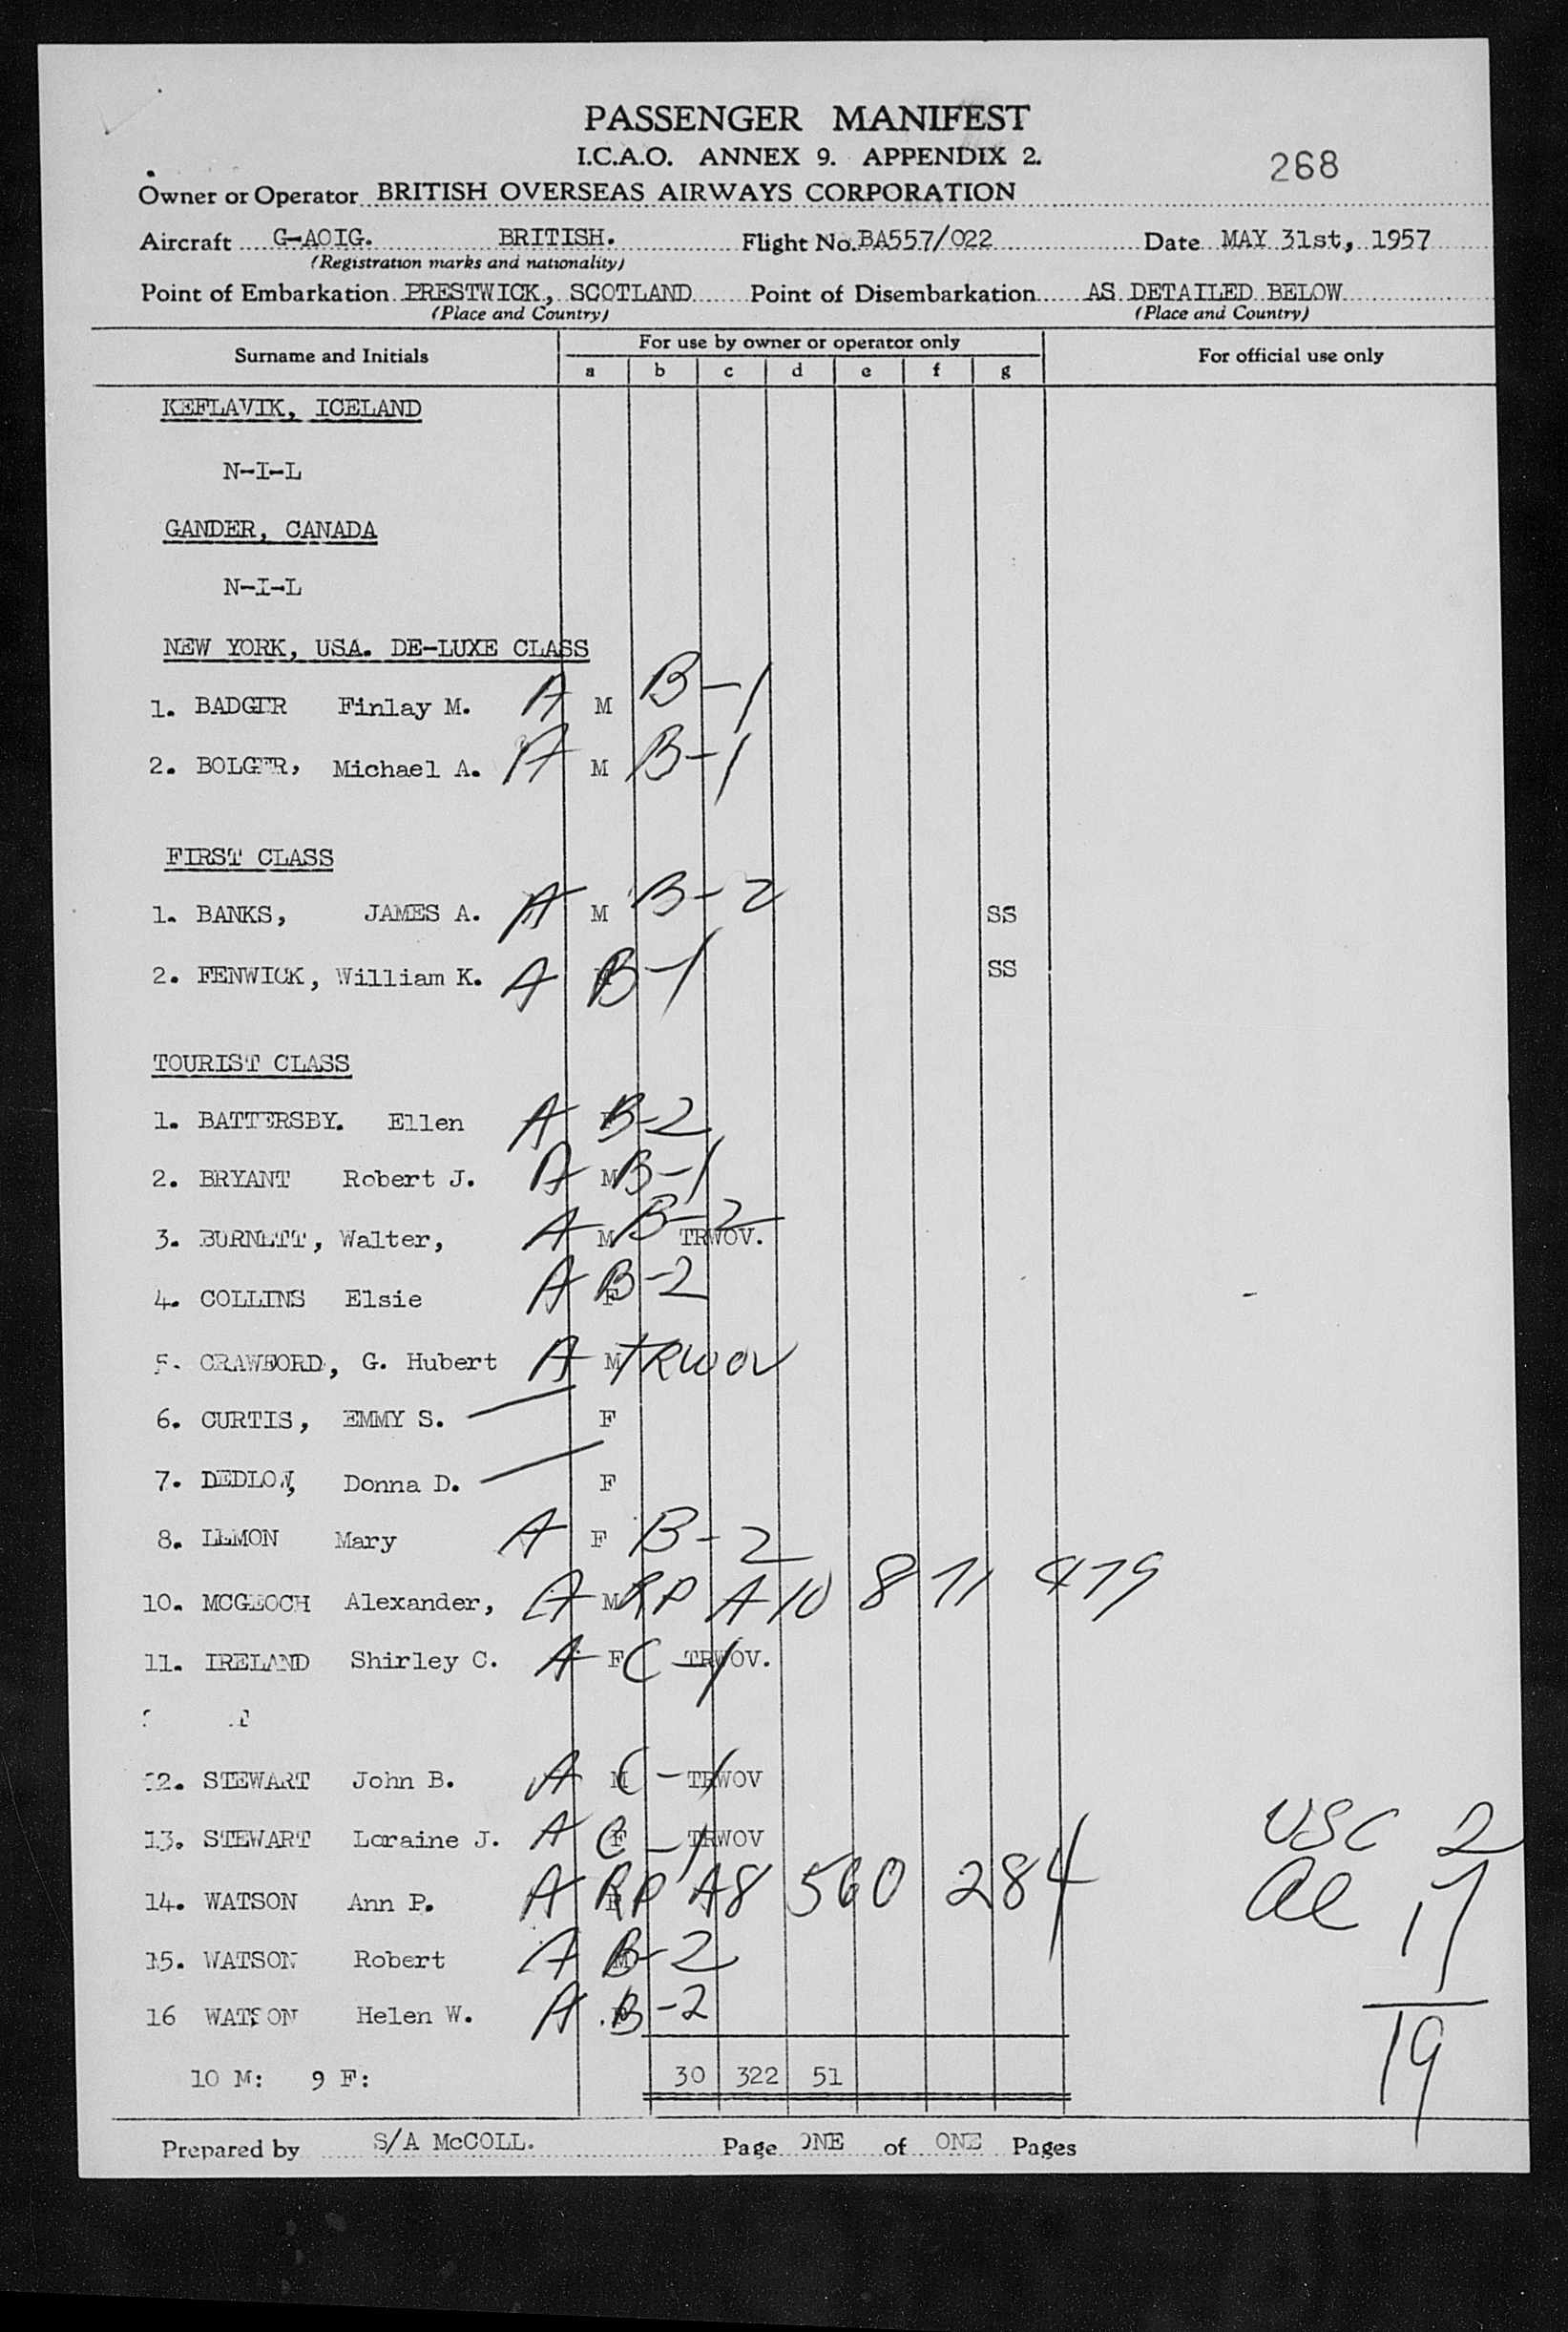 PASSENGER MANIFEST
I.C.A.O. ANNEX 9. APPENDIX 2.
268
Owner or Operator BRITISH OVERSEAS AIRWAYS CORPORATION
Aircraft G-AOIG. BRITISH. Flight No. BA557/022 Date MAY 31st, 1957
(Registration marks and nationality)
Point of Embarkation PRESTWICK, SCOTLAND Point of Disembarkation AS DETAILED BELOW
(Place and Country) (Place and Country)
Surname and Initials For use by owner or operator only For official use only
a b c d e f g
KEFLAVIK, ICELAND
N-I-L
GANDER, CANADA
N-I-L
NEW YORK, USA. DE-LUXE CLASS
1. BADGER Finlay M. A M B-1
2. BOLGER, Michael A. A M B-1
FIRST CLASS
1. BANKS, JAMES A. A M B-2 SS
2. FENWICK, William K. A B-1 SS
TOURIST CLASS
1. BATTERSBY. Ellen A B-2
2. BRYANT Robert J. A M B-1
3. BURNETT, Walter, A M B-2 TRWOV.
4. COLLINS Elsie A F B-2
5. CRAWFORD, G. Hubert A M TRWOV
6. CURTIS, EMMY S. F
7. DEDLOW, Donna D. F
8. Mary A F B-2
10. MCGEOCH Alexander, A M RP A10 871 479
11. IRELAND Shirley C. A F C-1 TRWOV.
12. STEWART John B. A M C-1 TRWOV
13. STEWART Loraine J. A F C-1 TRWOV
USC 2
14. WATSON Ann P. A RP A8 560 284
al 17
15. WATSON Robert A M B-2
16 WATSON Helen W. A B-2
19
10 M: 9 F: 30 322 51
Prepared by S/A McCOLL. Page ONE of ONE Pages